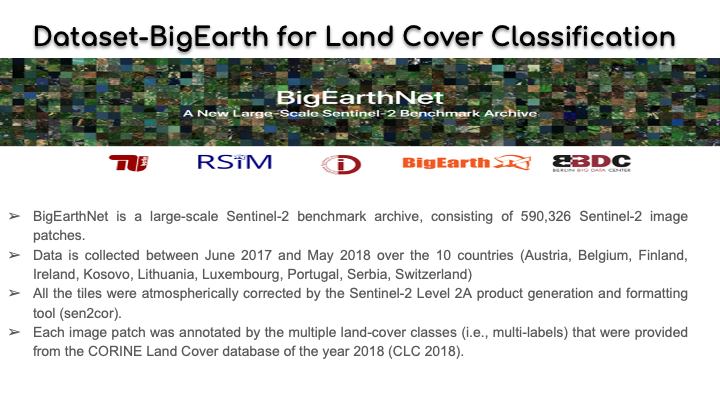 Dataset-BigEarth for Land Cover Classification
BigEarthNet
A New Large-Scale Sentinel-2 Benchmark Archive
RSiM
BigEarth
BBDC
BERLIN BIG DATA CENTER
➢ BigEarthNet is a large-scale Sentinel-2 benchmark archive, consisting of 590,326 Sentinel-2 image
patches.
➢ Data is collected between June 2017 and May 2018 over the 10 countries (Austria, Belgium, Finland,
Ireland, Kosovo, Lithuania, Luxembourg, Portugal, Serbia, Switzerland)
➢ All the tiles were atmospherically corrected by the Sentinel-2 Level 2A product generation and formatting
tool (sen2cor).
➢ Each image patch was annotated by the multiple land-cover classes (i.e., multi-labels) that were provided
from the CORINE Land Cover database of the year 2018 (CLC 2018).